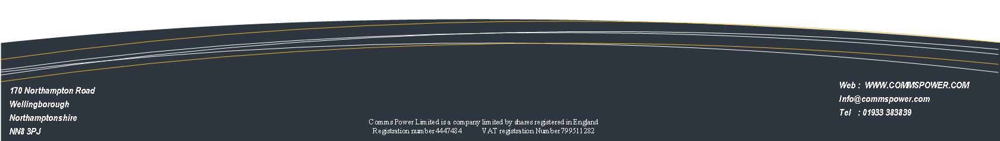 170 Northampton Road
Wellingborough
Northamptonshire
NN8 3PJ
Comms Power Limited is a company limited by shares registered in England
Registration number 4447484 VAT registration Number 799511282
Web : WWW.COMMSPOWER.COM
Info@commspower.com
Tel : 01933 383839